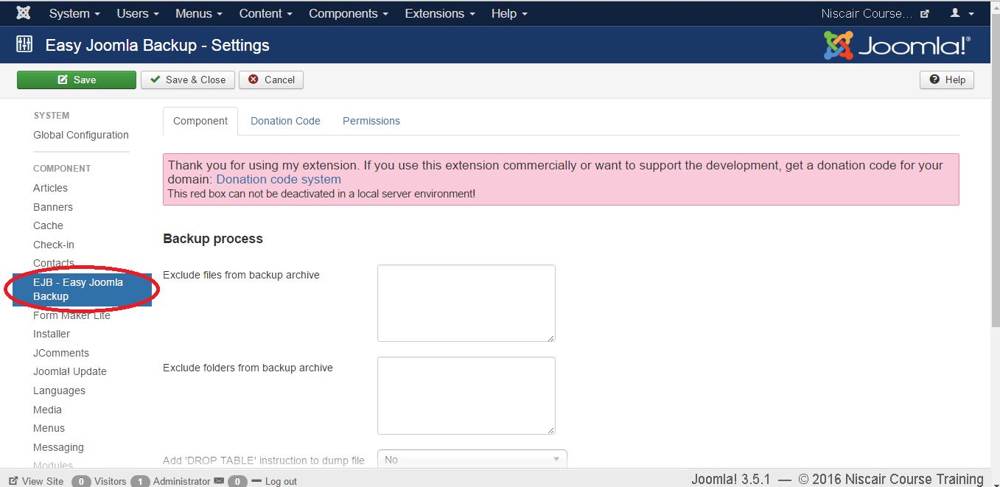 System Users Menus Content Components Extensions Help Niscair Course...
Easy Joomla Backup - Settings Joomla!®
Save Save & Close Cancel Help
SYSTEM
Global Configuration
COMPONENT
Articles
Banners
Cache
Check-in
Contacts
EJB - Easy Joomla
Backup
Form Maker Lite
Installer
JComments
Joomla! Update
Languages
Media
Menus
Messaging
Modules
Component Donation Code Permissions
Thank you for using my extension. If you use this extension commercially or want to support the development, get a donation code for your
domain: Donation code system
This red box can not be deactivated in a local server environment!
Backup process
Exclude files from backup archive
Exclude folders from backup archive
Add 'DROP TABLE' instruction to dump file No
View Site 0 Visitors 1 Administrator 0 Log out Joomla! 3.5.1 — © 2016 Niscair Course Training